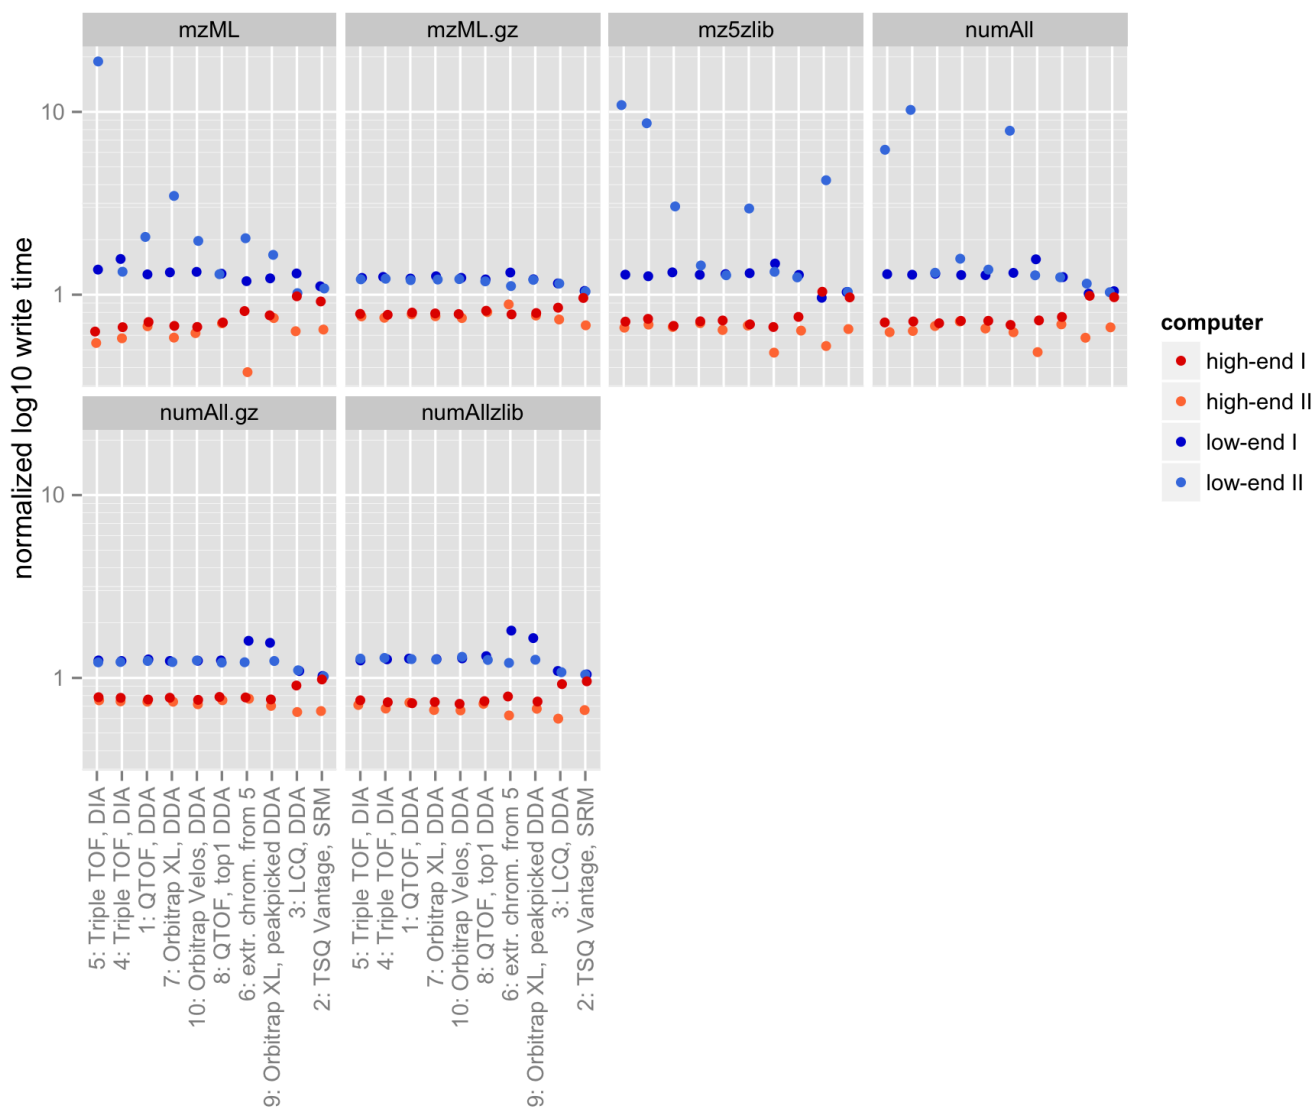 mzML
mzML.gz
mz5zlib
numAll
10
1
normalized log10 write time
numAll.gz
numAllzlib
10
1
5: Triple TOF, DIA
4: Triple TOF, DIA
1: QTOF, DDA
7: Orbitrap XL, DDA
10: Orbitrap Velos, DDA
8: QTOF, top1 DDA
6: extr. chrom. from 5
9: Orbitrap XL, peakpicked DDA
3: LCQ, DDA
2: TSQ Vantage, SRM
5: Triple TOF, DIA
4: Triple TOF, DIA
1: QTOF, DDA
7: Orbitrap XL, DDA
10: Orbitrap Velos, DDA
8: QTOF, top1 DDA
6: extr. chrom. from 5
9: Orbitrap XL, peakpicked DDA
3: LCQ, DDA
2: TSQ Vantage, SRM
computer
high-end I
high-end II
low-end I
low-end II